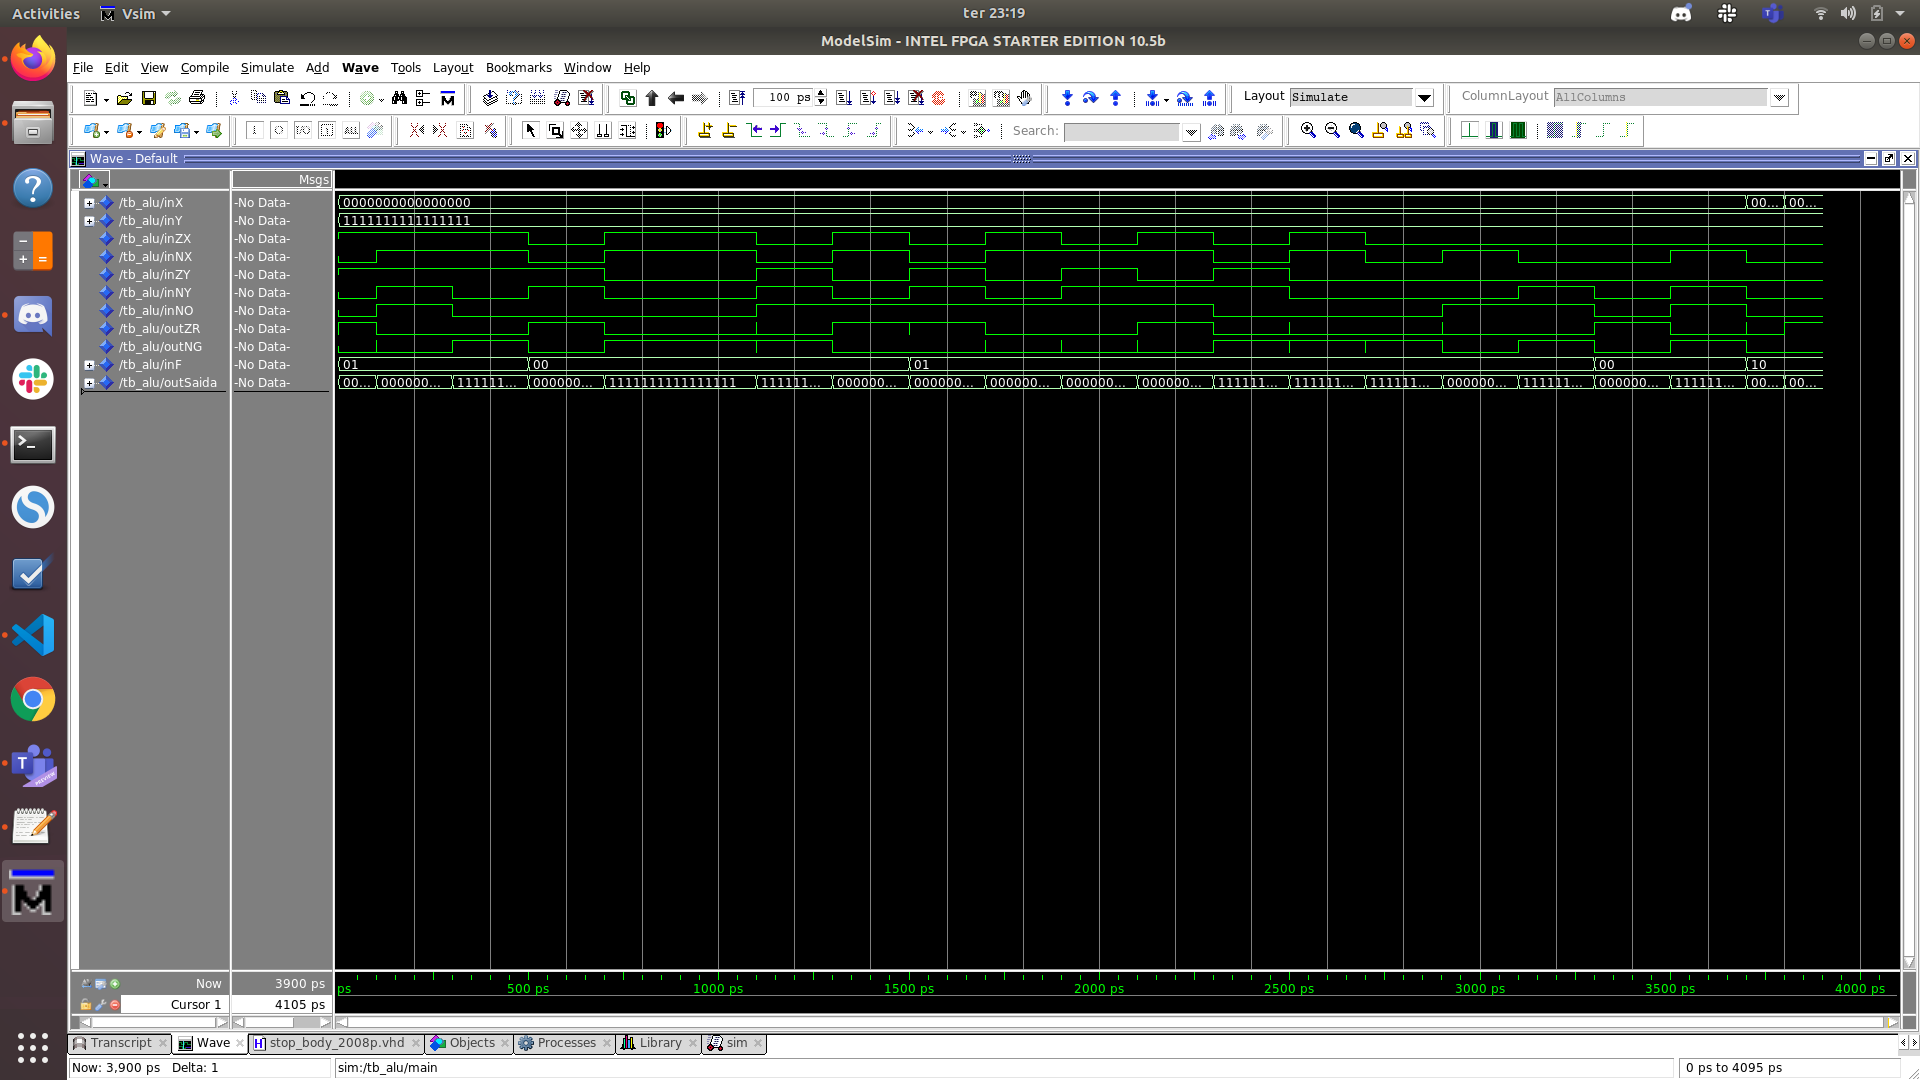 Activities Vsim ter 23:19
ModelSim - INTEL FPGA STARTER EDITION 10.5b
File Edit View Compile Simulate Add Wave Tools Layout Bookmarks Window Help
100 ps Layout Simulate ColumnLayout AllColumns
Search:
Wave - Default
Msgs
/tb_alu/inX -No Data- 0000000000000000 00... 00...
/tb_alu/inY -No Data- 1111111111111111
/tb_alu/inZX -No Data-
/tb_alu/inNX -No Data-
/tb_alu/inZY -No Data-
/tb_alu/inNY -No Data-
/tb_alu/inNO -No Data-
/tb_alu/outZR -No Data-
/tb_alu/outNG -No Data-
/tb_alu/inF -No Data- 01 00 01 00 10
/tb_alu/outSaida -No Data- 00... 000000... 111111... 000000... 1111111111111111 111111... 000000... 000000... 000000... 000000... 000000... 111111... 111111... 111111... 000000... 111111... 000000... 111111... 00... 00...
Now 3900 ps ps 500 ps 1000 ps 1500 ps 2000 ps 2500 ps 3000 ps 3500 ps 4000 ps
Cursor 1 4105 ps
Transcript Wave stop_body_2008p.vhd Objects Processes Library sim
Now: 3,900 ps Delta: 1 sim:/tb_alu/main 0 ps to 4095 ps